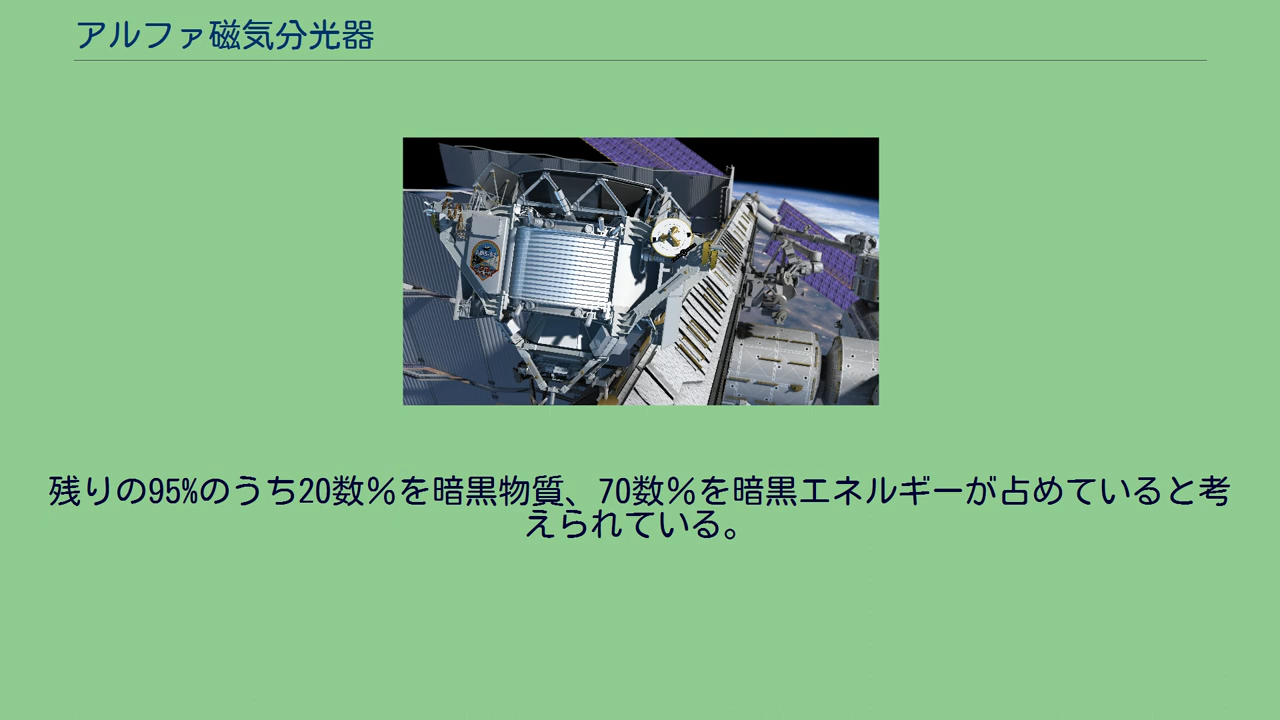 アルファ磁気分光器
残りの95%のうち20数％を暗黒物質、70数％を暗黒エネルギーが占めていると考
えられている。